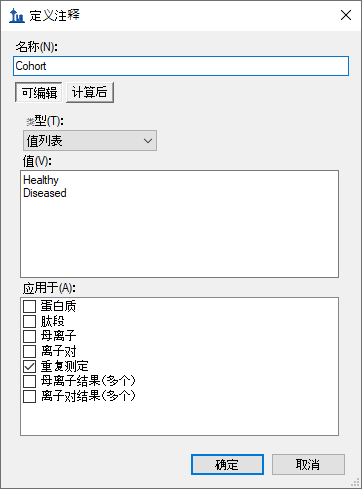 定义注释
名称(N):
Cohort
可编辑 计算后
类型(T):
值列表
值(V):
Healthy
Diseased
应用于(A):
蛋白质
肽段
母离子
离子对
重复测定
母离子结果(多个)
离子对结果(多个)
确定 取消